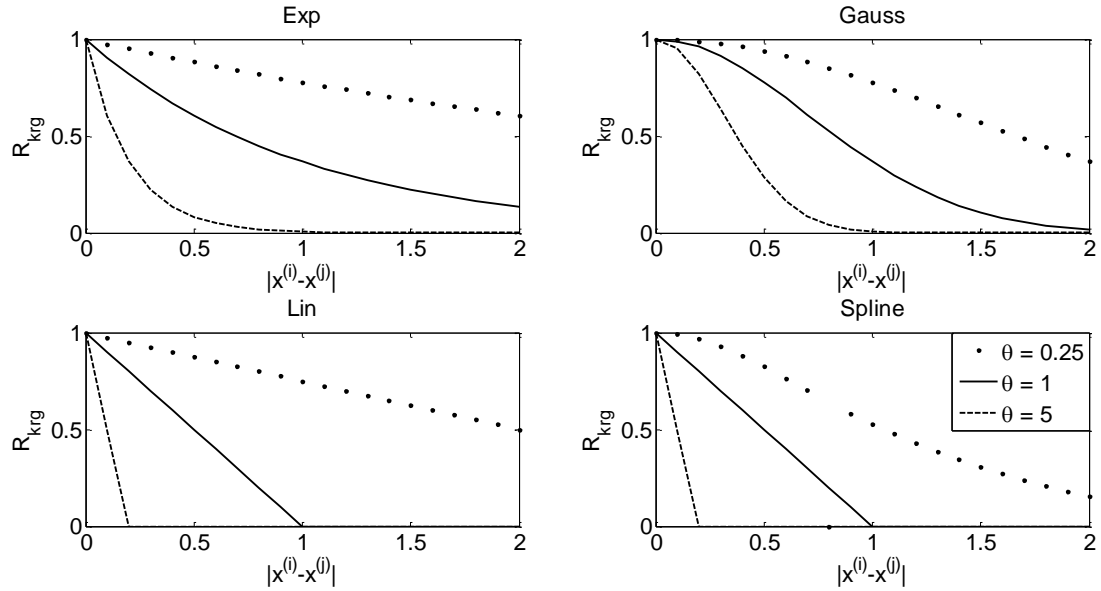 Exp
1
0.5
0
R_krg
0 0.5 1 1.5 2
|x^(i)-x^(j)|
Gauss
1
0.5
0
R_krg
0 0.5 1 1.5 2
|x^(i)-x^(j)|
Lin
1
0.5
0
R_krg
0 0.5 1 1.5 2
|x^(i)-x^(j)|
Spline
1
0.5
0
R_krg
0 0.5 1 1.5 2
|x^(i)-x^(j)|
θ = 0.25
θ = 1
θ = 5